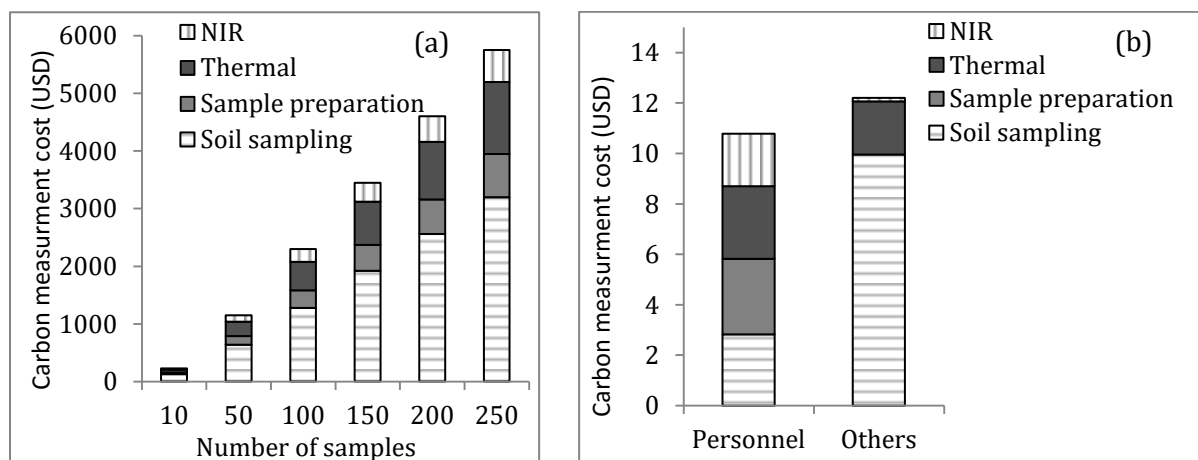 (a)
Carbon measurment cost (USD)
6000
5000
4000
3000
2000
1000
0
NIR
Thermal
Sample preparation
Soil sampling
10 50 100 150 200 250
Number of samples
(b)
Carbon measurment cost (USD)
14
12
10
8
6
4
2
0
NIR
Thermal
Sample preparation
Soil sampling
Personnel Others